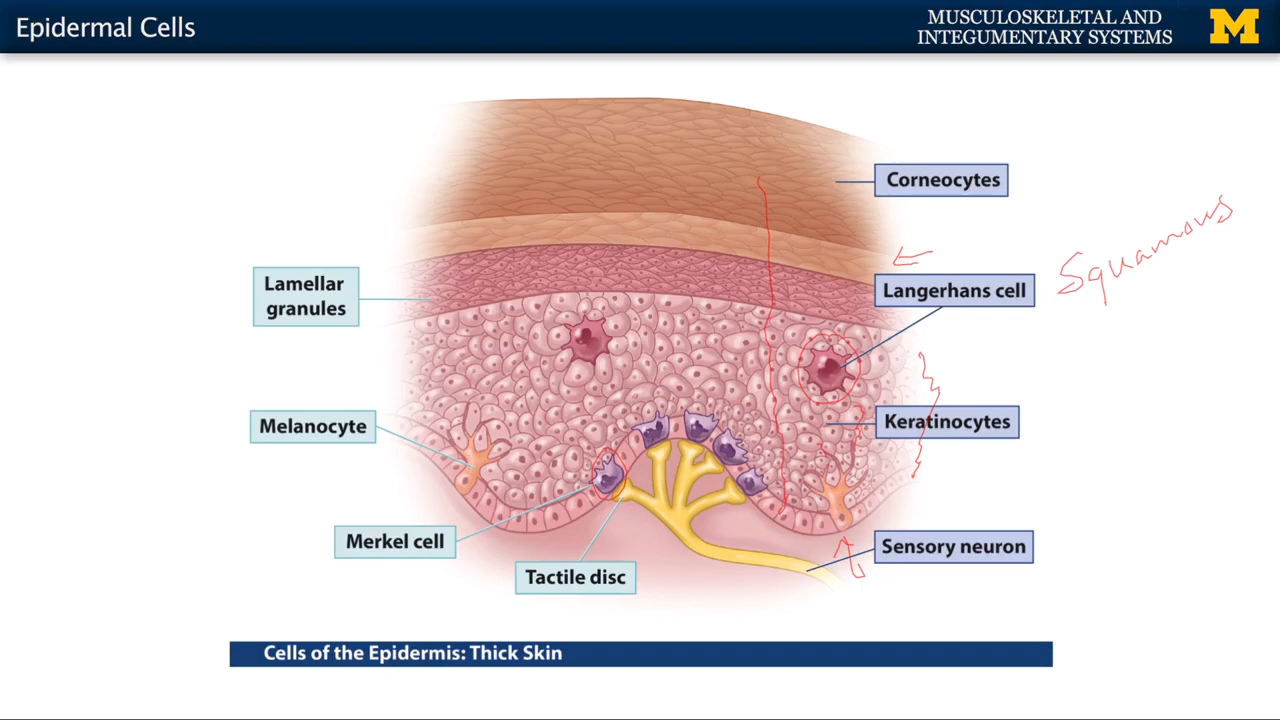 Epidermal Cells
MUSCULOSKELETAL AND
INTEGUMENTARY SYSTEMS
M
Corneocytes
Squamous
Lamellar
granules
Langerhans cell
Melanocyte
Keratinocytes
Merkel cell
Sensory neuron
Tactile disc
Cells of the Epidermis: Thick Skin